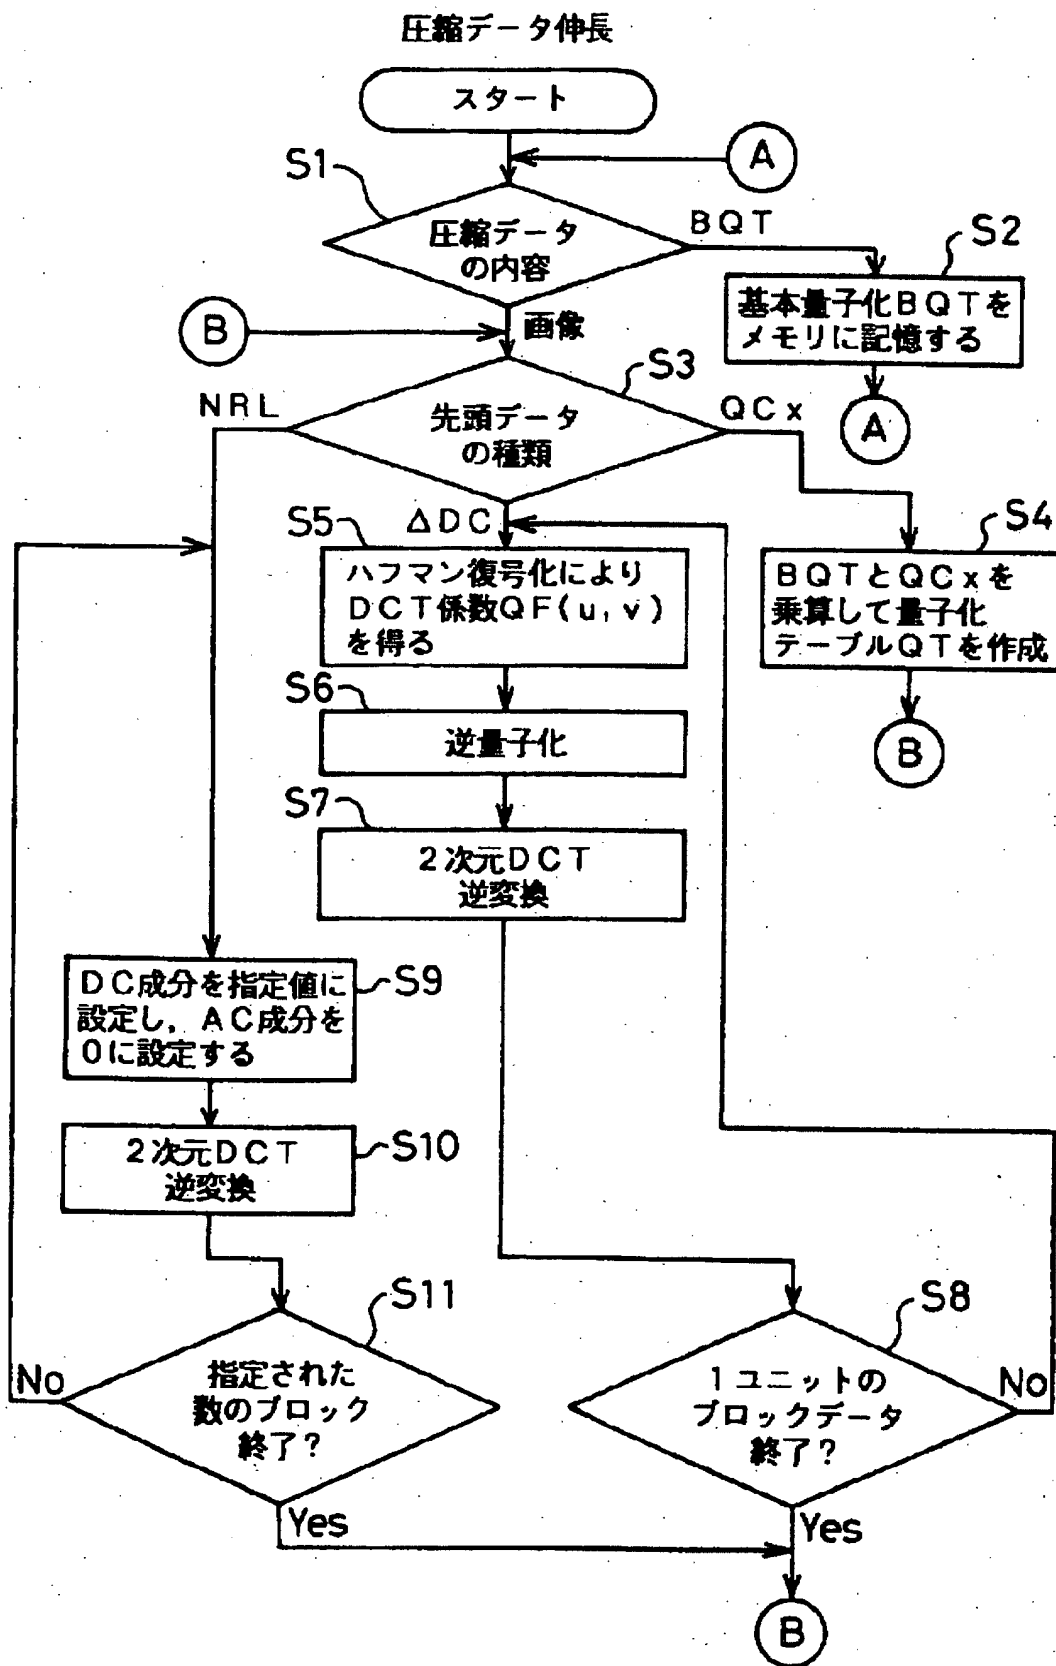 圧縮データ伸長
スタート
A
S1
圧縮データ
の内容
BQT
S2
基本量子化BQTを
メモリに記憶する
A
B
画像
S3
先頭データ
の種類
NRL
QCx
ΔDC
S4
BQTとQCxを
乗算して量子化
テーブルQTを作成
B
S5
ハフマン復号化により
DCT係数QF(u,v)
を得る
S6
逆量子化
S7
2次元DCT
逆変換
S9
DC成分を指定値に
設定し,AC成分を
0に設定する
S10
2次元DCT
逆変換
S11
指定された
数のブロック
終了?
No
Yes
S8
1ユニットの
ブロックデータ
終了?
No
Yes
B